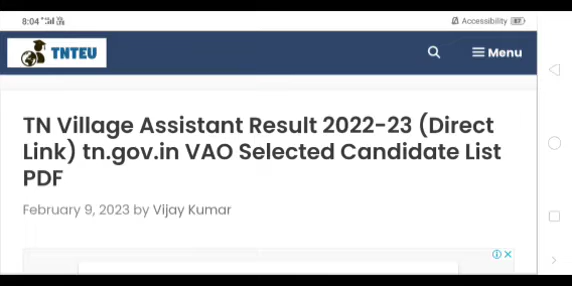 8:04
Accessibility 87
TNTEU
Menu
TN Village Assistant Result 2022-23 (Direct
Link) tn.gov.in VAO Selected Candidate List
PDF
February 9, 2023 by Vijay Kumar